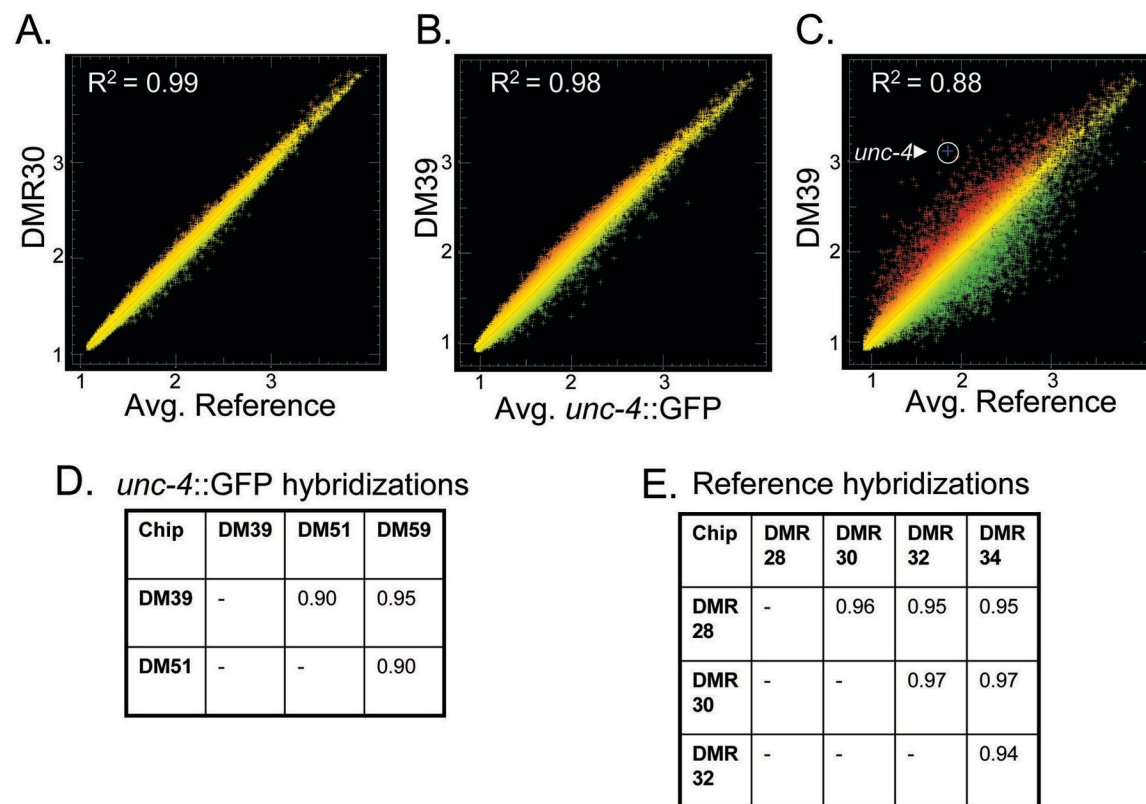 A.
B.
C.
R² = 0.99
R² = 0.98
R² = 0.88
unc-4
DMR30
DM39
DM39
3
2
1
3
2
1
3
2
1
1 2 3
1 2 3
1 2 3
Avg. Reference
Avg. unc-4::GFP
Avg. Reference
D. unc-4::GFP hybridizations
Chip DM39 DM51 DM59
DM39 - 0.90 0.95
DM51 - - 0.90
E. Reference hybridizations
Chip DMR 28 DMR 30 DMR 32 DMR 34
DMR 28 - 0.96 0.95 0.95
DMR 30 - - 0.97 0.97
DMR 32 - - - 0.94